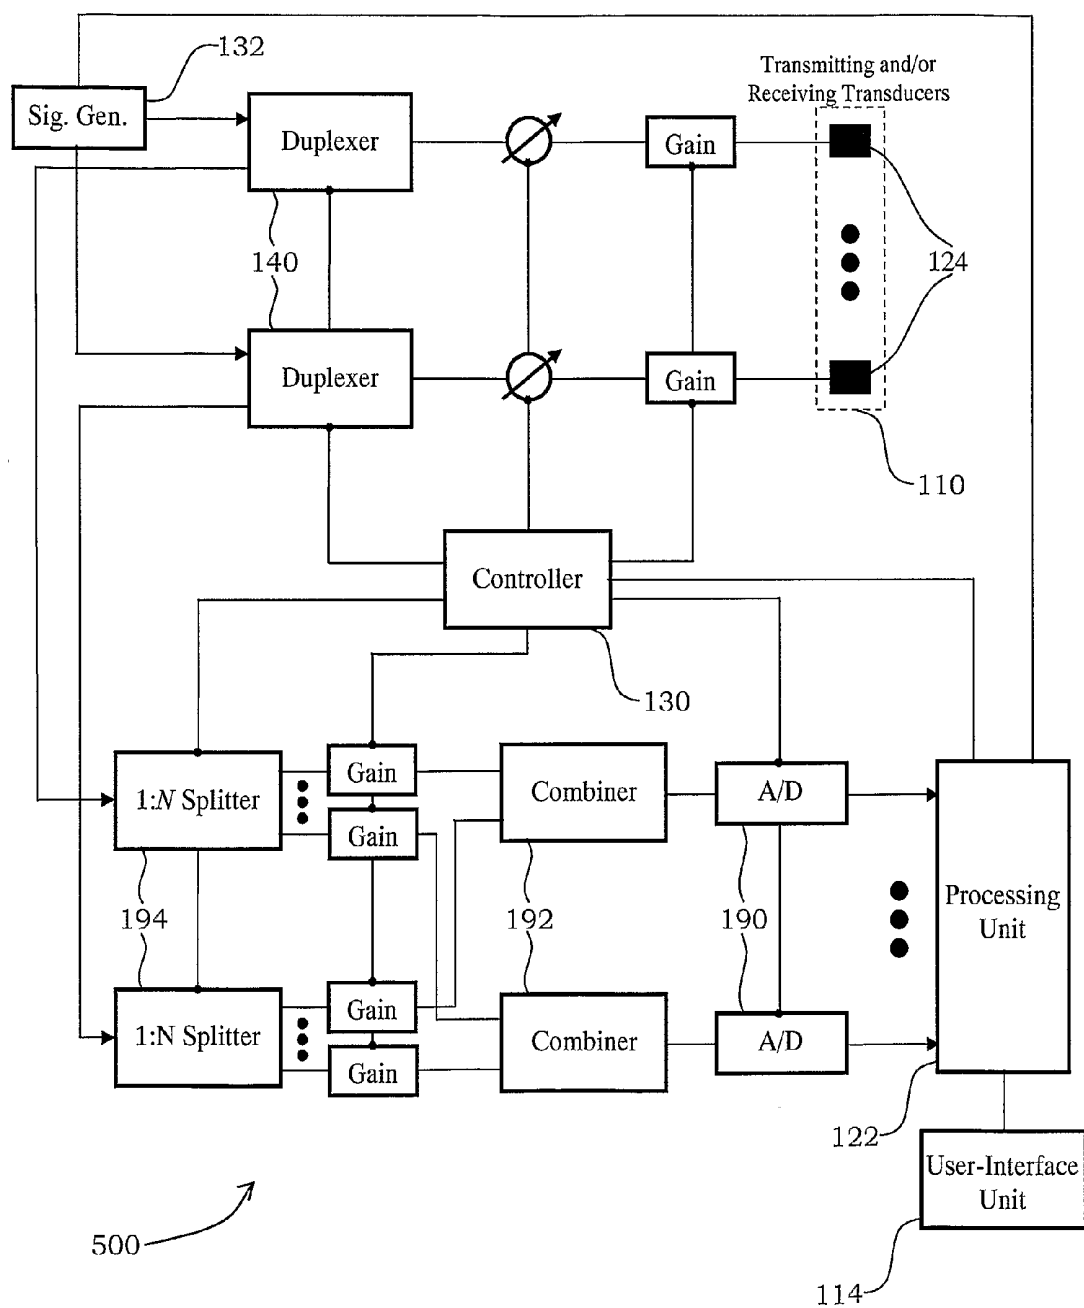 132
Sig. Gen.
Transmitting and/or
Receiving Transducers
Duplexer
Gain
140
124
Duplexer
Gain
110
Controller
130
1:N Splitter
Gain
Gain
Combiner
A/D
194
192
190
Processing
Unit
1:N Splitter
Gain
Gain
Combiner
A/D
122
User-Interface
Unit
500
114